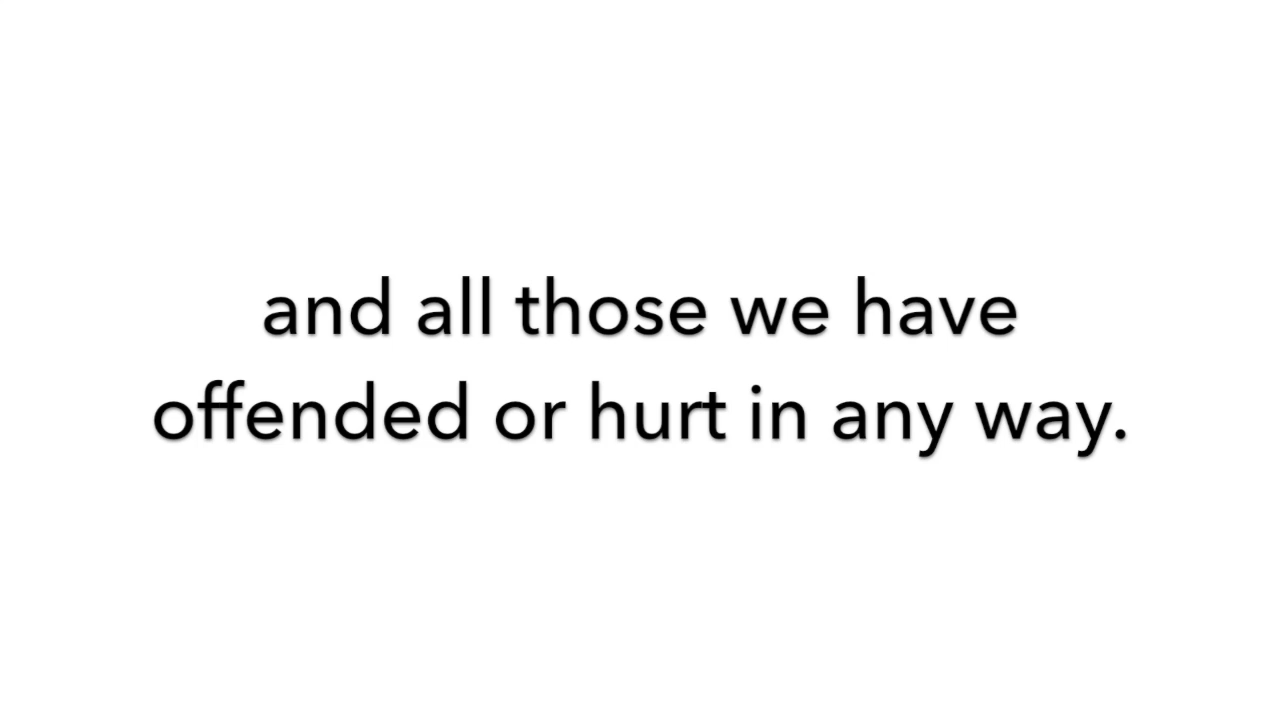 and all those we have
offended or hurt in any way.